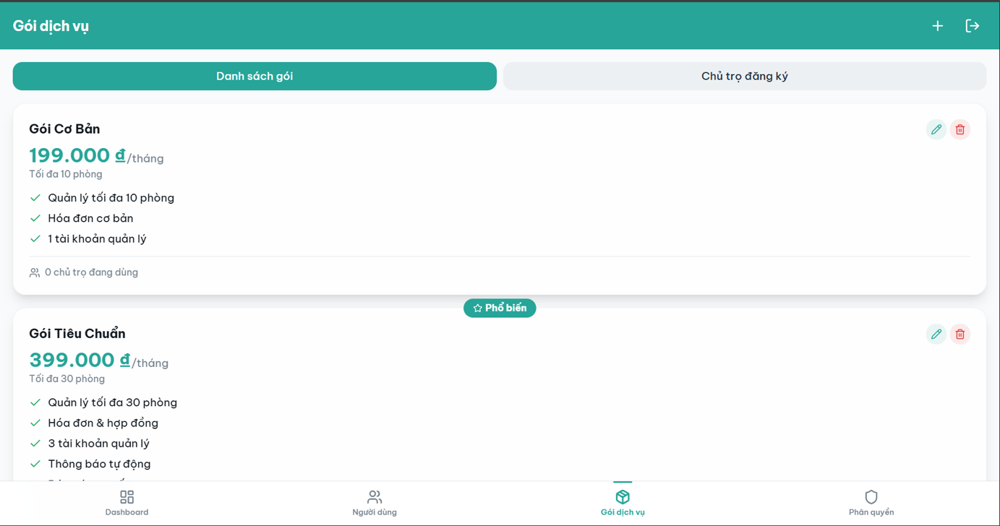 Gói dịch vụ
Danh sách gói
Chủ trọ đăng ký
Gói Cơ Bản
199.000 ₫/tháng
Tối đa 10 phòng
Quản lý tối đa 10 phòng
Hóa đơn cơ bản
1 tài khoản quản lý
0 chủ trọ đang dùng
Phổ biến
Gói Tiêu Chuẩn
399.000 ₫/tháng
Tối đa 30 phòng
Quản lý tối đa 30 phòng
Hóa đơn & hợp đồng
3 tài khoản quản lý
Thông báo tự động
Dashboard
Người dùng
Gói dịch vụ
Phân quyền